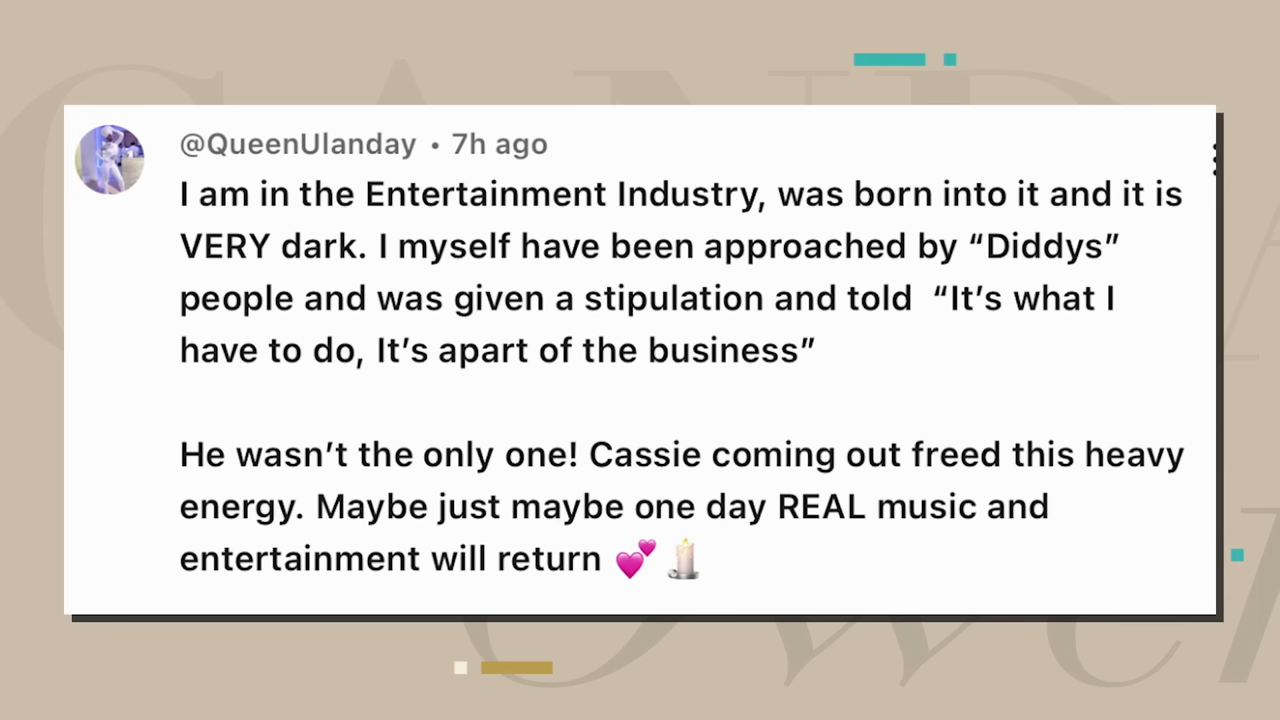 @QueenUlanday • 7h ago
I am in the Entertainment Industry, was born into it and it is
VERY dark. I myself have been approached by “Diddys”
people and was given a stipulation and told “It’s what I
have to do, It’s apart of the business”
He wasn’t the only one! Cassie coming out freed this heavy
energy. Maybe just maybe one day REAL music and
entertainment will return 💕 🕯️